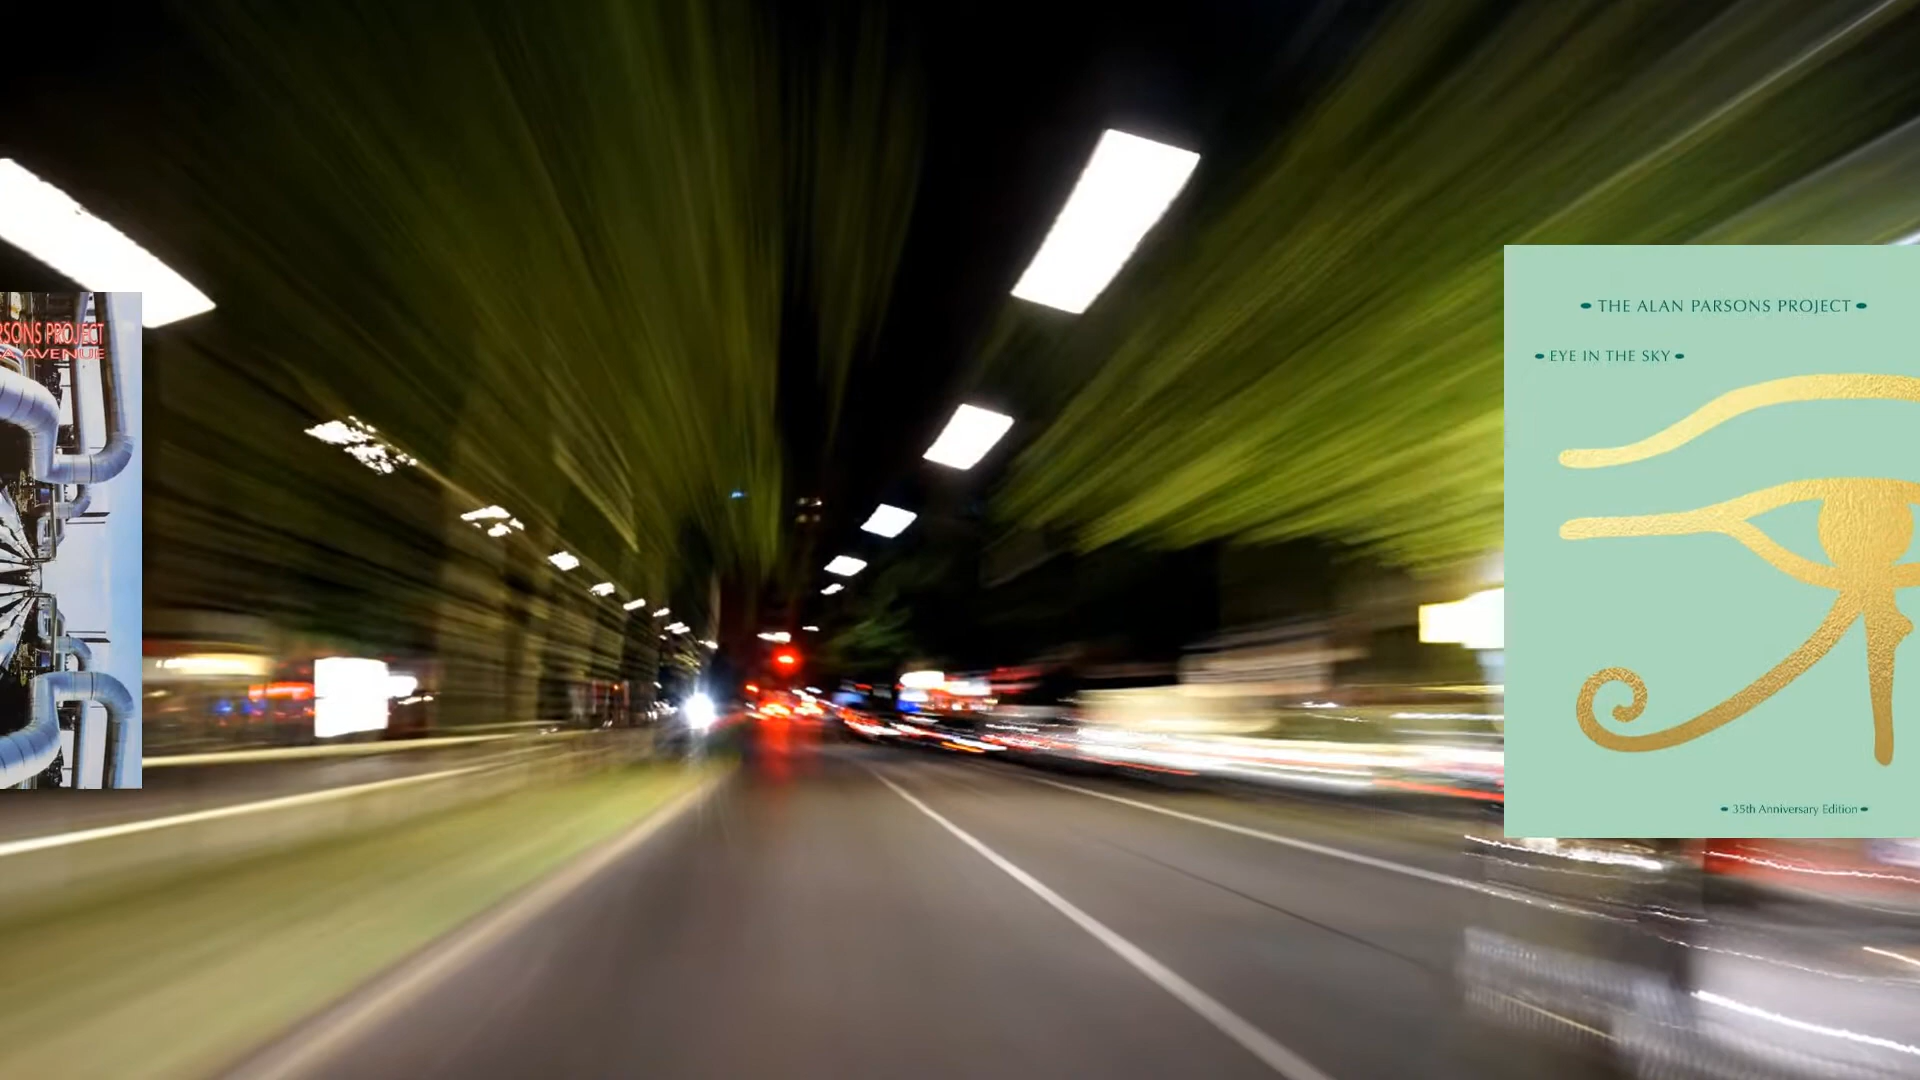 RSONS PROJECT
A AVENUE
• THE ALAN PARSONS PROJECT •
• EYE IN THE SKY •
• 35th Anniversary Edition •